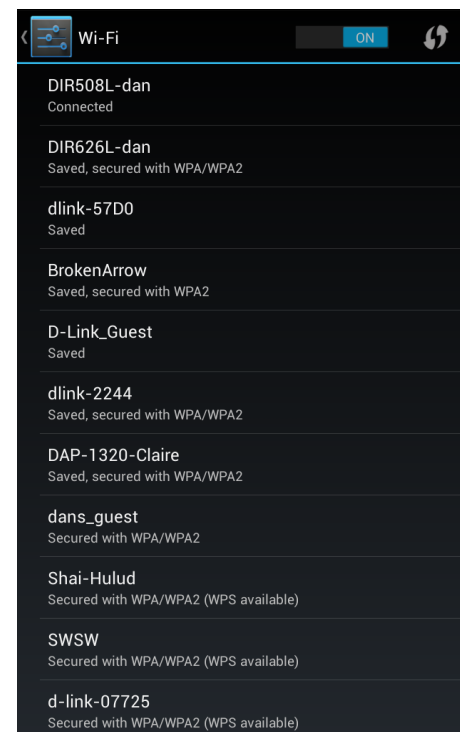 Wi-Fi
ON
DIR508L-dan
Connected
DIR626L-dan
Saved, secured with WPA/WPA2
dlink-57D0
Saved
BrokenArrow
Saved, secured with WPA2
D-Link_Guest
Saved
dlink-2244
Saved, secured with WPA/WPA2
DAP-1320-Claire
Saved, secured with WPA/WPA2
dans_guest
Secured with WPA/WPA2
Shai-Hulud
Secured with WPA/WPA2 (WPS available)
SWSW
Secured with WPA/WPA2 (WPS available)
d-link-07725
Secured with WPA/WPA2 (WPS available)